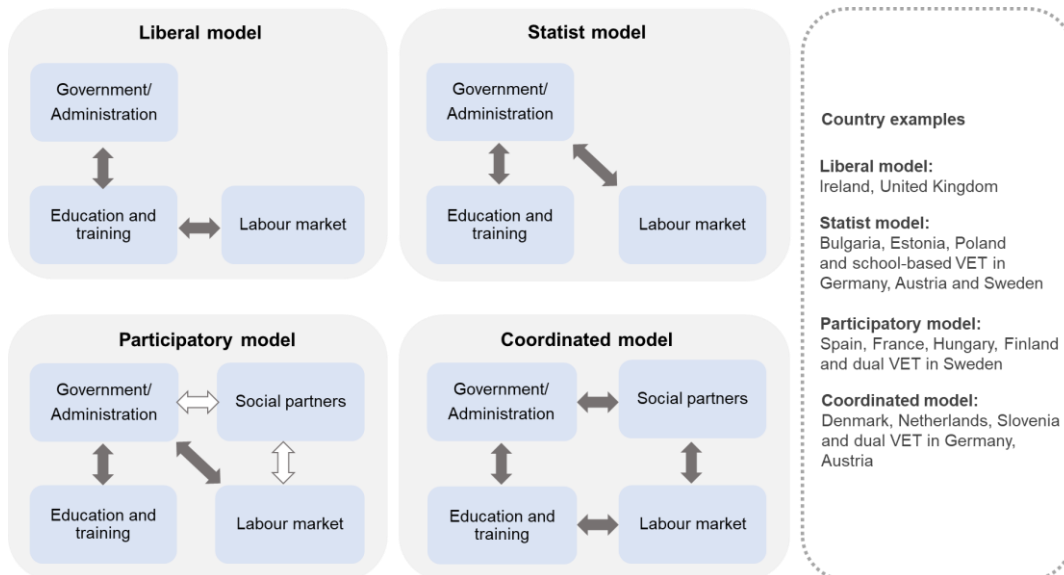 Liberal model
Government/
Administration
Education and
training
Labour market
Statist model
Government/
Administration
Education and
training
Labour market
Participatory model
Government/
Administration
Social partners
Education and
training
Labour market
Coordinated model
Government/
Administration
Social partners
Education and
training
Labour market
Country examples
Liberal model:
Ireland, United Kingdom
Statist model:
Bulgaria, Estonia, Poland
and school-based VET in
Germany, Austria and Sweden
Participatory model:
Spain, France, Hungary, Finland
and dual VET in Sweden
Coordinated model:
Denmark, Netherlands, Slovenia
and dual VET in Germany,
Austria